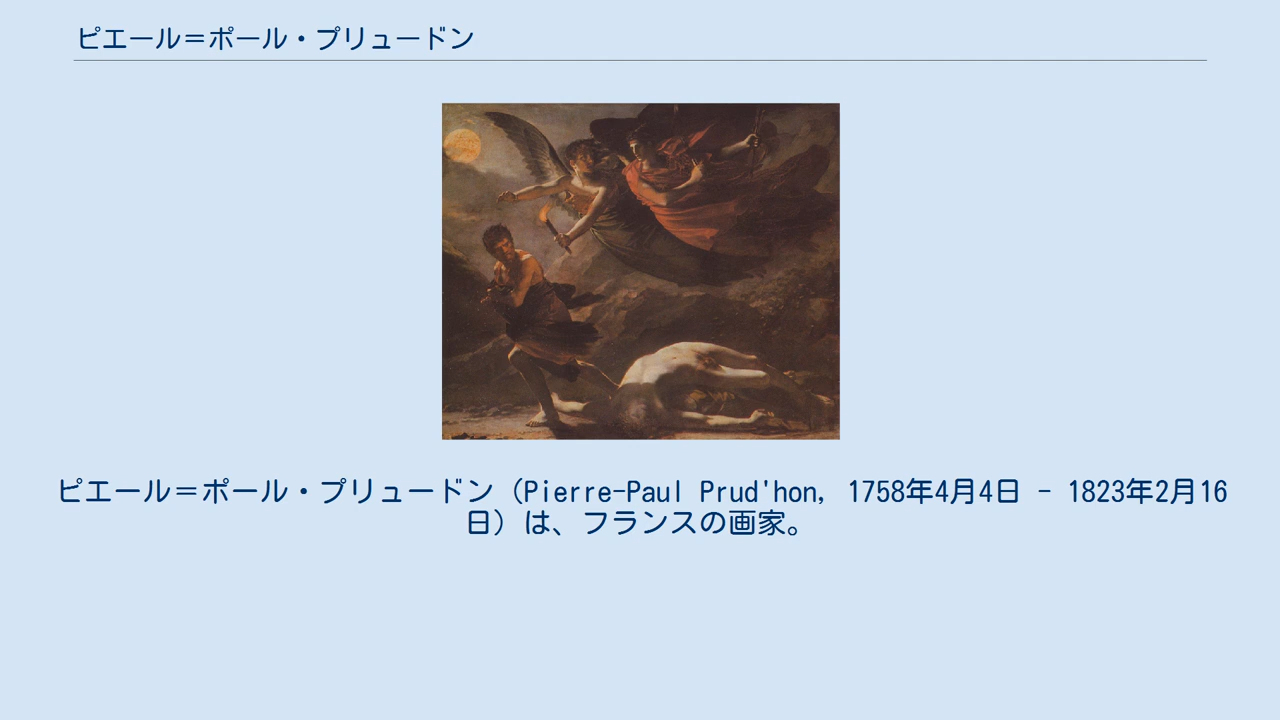 ピエール＝ポール・プリュードン
ピエール＝ポール・プリュードン（Pierre-Paul Prud'hon, 1758年4月4日 - 1823年2月16
日）は、フランスの画家。